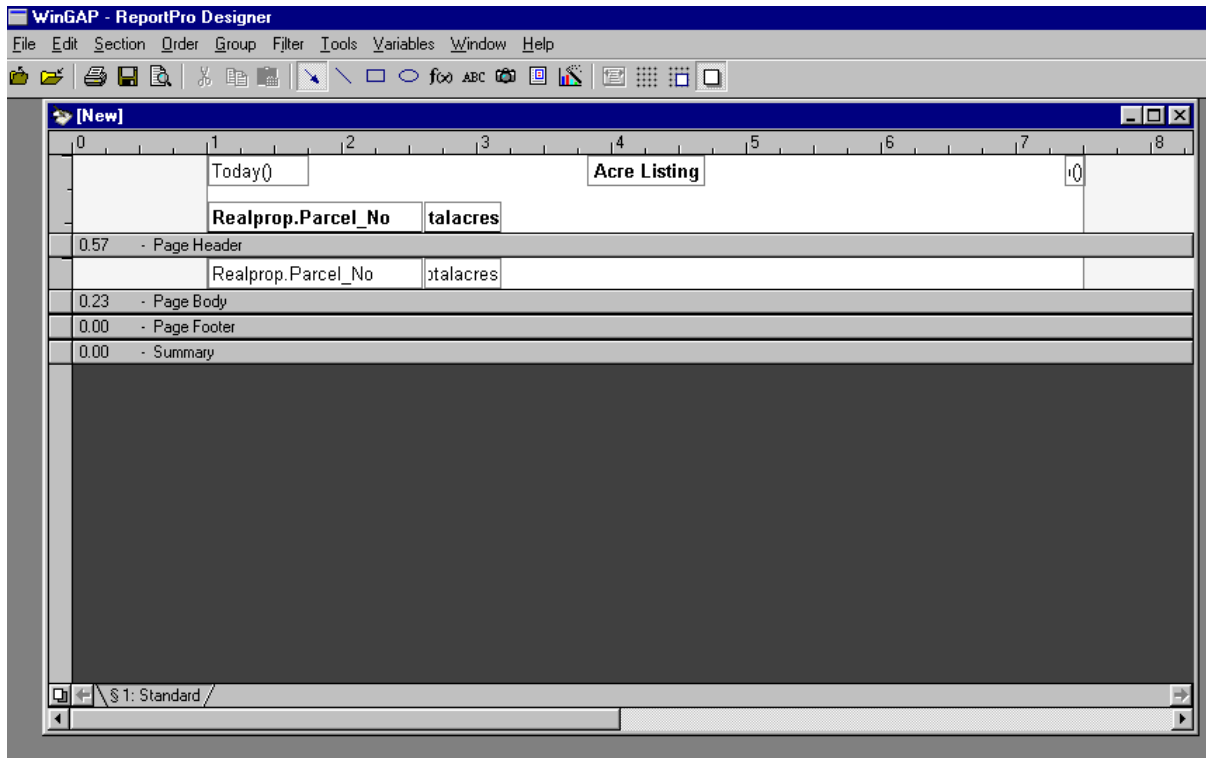 WinGAP - ReportPro Designer
File Edit Section Order Group Filter Tools Variables Window Help
f(x) ABC
[New]
0 1 2 3 4 5 6 7 8
Today() Acre Listing ()
Realprop.Parcel_No talacres
0.57 - Page Header
Realprop.Parcel_No otalacres
0.23 - Page Body
0.00 - Page Footer
0.00 - Summary
§ 1: Standard